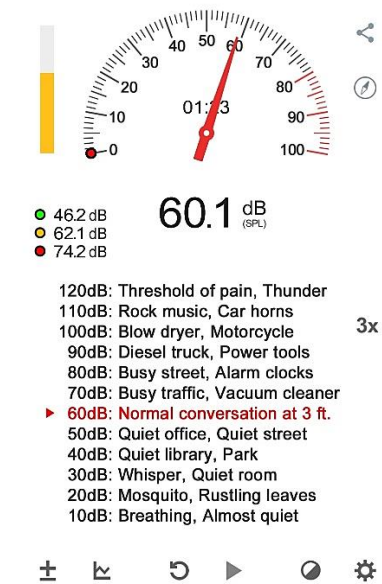 0
10
20
30
40
50
60
70
80
90
100
01:23
60.1 dB
(SPL)
46.2 dB
62.1 dB
74.2 dB
120dB: Threshold of pain, Thunder
110dB: Rock music, Car horns
100dB: Blow dryer, Motorcycle
90dB: Diesel truck, Power tools
80dB: Busy street, Alarm clocks
70dB: Busy traffic, Vacuum cleaner
60dB: Normal conversation at 3 ft.
50dB: Quiet office, Quiet street
40dB: Quiet library, Park
30dB: Whisper, Quiet room
20dB: Mosquito, Rustling leaves
10dB: Breathing, Almost quiet
3x